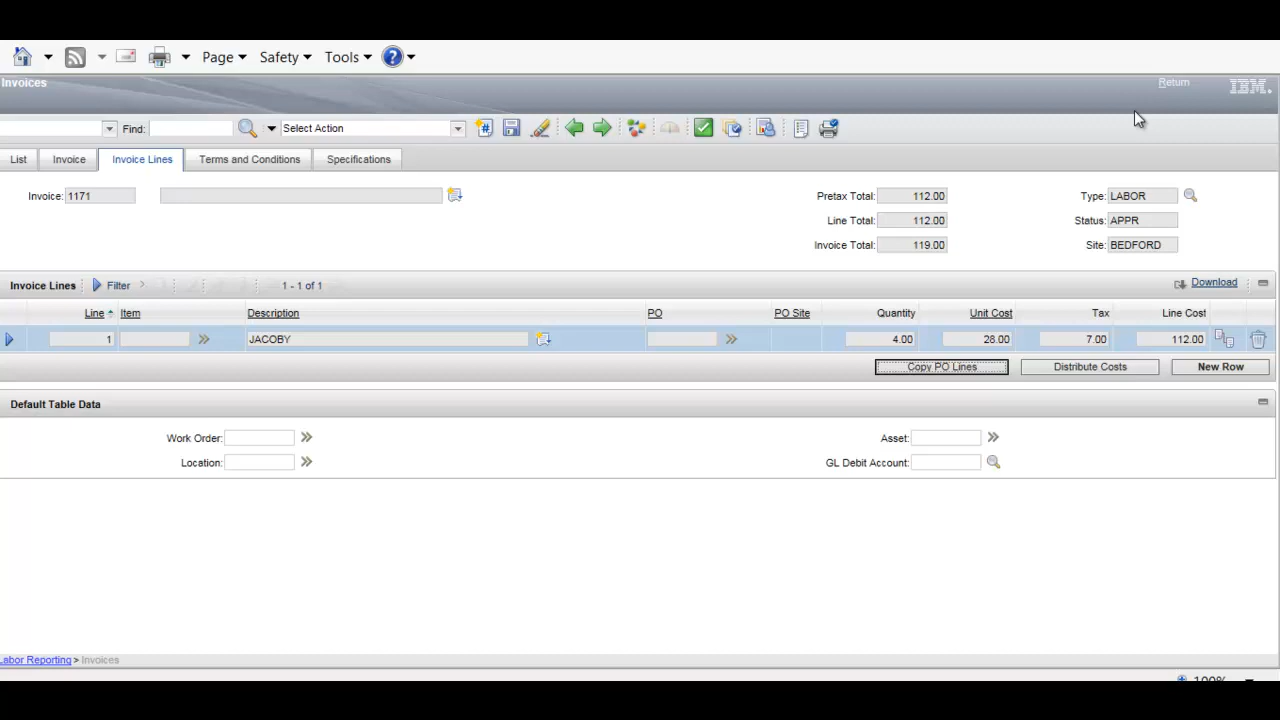 Page Safety Tools ?
Invoices Return IBM.
Find: Select Action
List Invoice Invoice Lines Terms and Conditions Specifications
Invoice: 1171 Pretax Total: 112.00 Type: LABOR
Line Total: 112.00 Status: APPR
Invoice Total: 119.00 Site: BEDFORD
Invoice Lines Filter 1 - 1 of 1 Download
Line Item Description PO PO Site Quantity Unit Cost Tax Line Cost
1 JACOBY 4.00 28.00 7.00 112.00
Copy PO Lines Distribute Costs New Row
Default Table Data
Work Order: Asset:
Location: GL Debit Account:
Labor Reporting > Invoices
100%